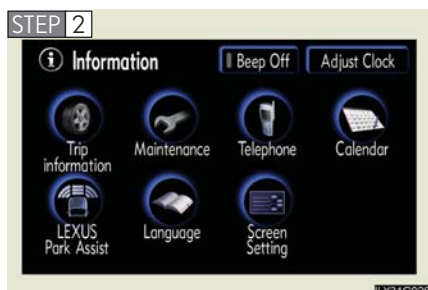 STEP 2
Information
Beep Off
Adjust Clock
Trip
information
Maintenance
Telephone
Calendar
LEXUS
Park Assist
Language
Screen
Setting